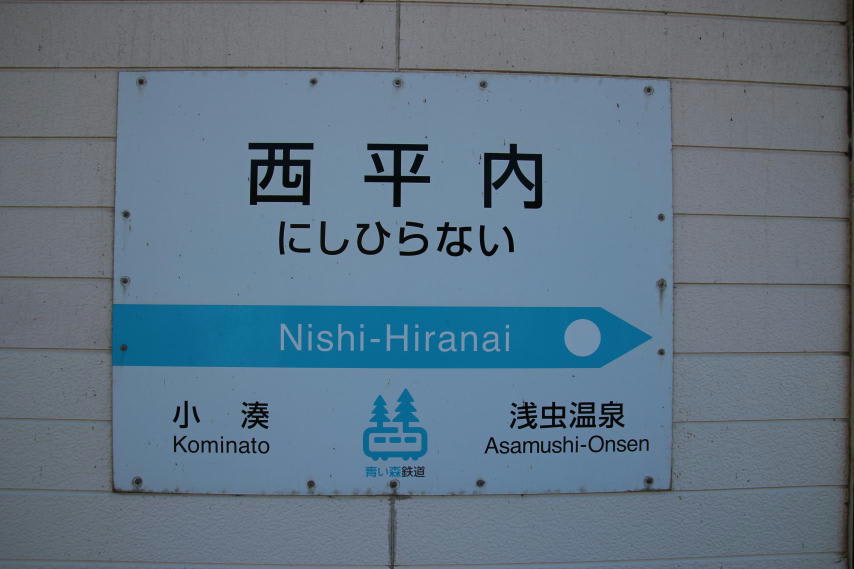 西平内
にしひらない
Nishi-Hiranai
小湊 浅虫温泉
Kominato Asamushi-Onsen
青い森鉄道